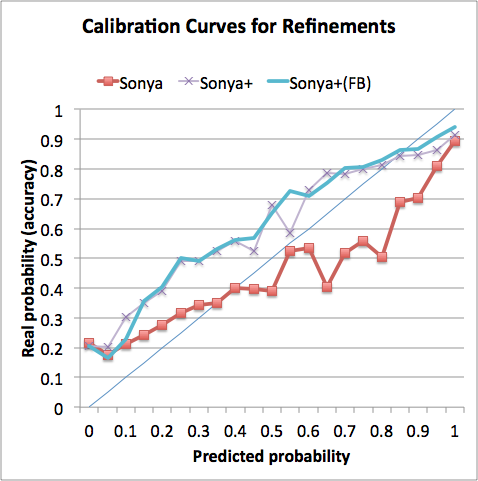 Calibration Curves for Refinements
Sonya Sonya+ Sonya+(FB)
Real probability (accuracy)
1
0.9
0.8
0.7
0.6
0.5
0.4
0.3
0.2
0.1
0
0 0.1 0.2 0.3 0.4 0.5 0.6 0.7 0.8 0.9 1
Predicted probability